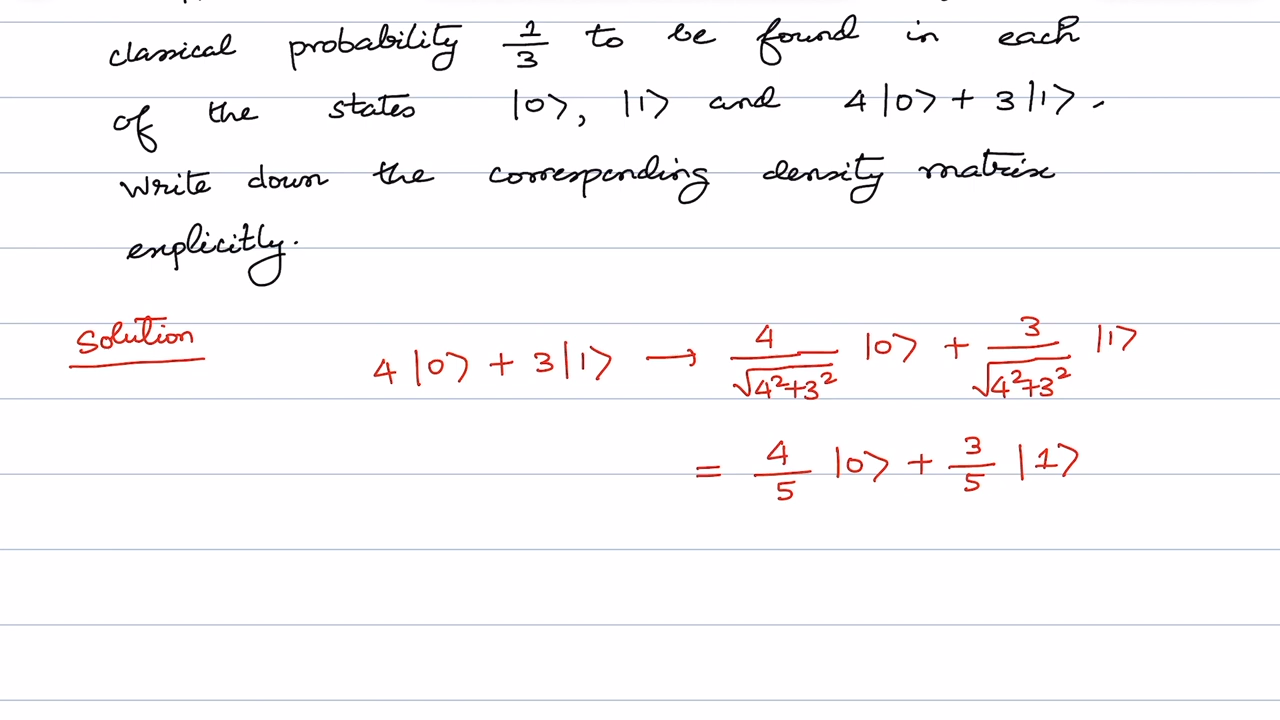 classical probability 1/3 to be found in each
of the states |0⟩, |1⟩ and 4|0⟩ + 3|1⟩.
Write down the corresponding density matrix
explicitly.
Solution
4|0⟩ + 3|1⟩ → 4/√(4²+3²) |0⟩ + 3/√(4²+3²) |1⟩
= 4/5 |0⟩ + 3/5 |1⟩